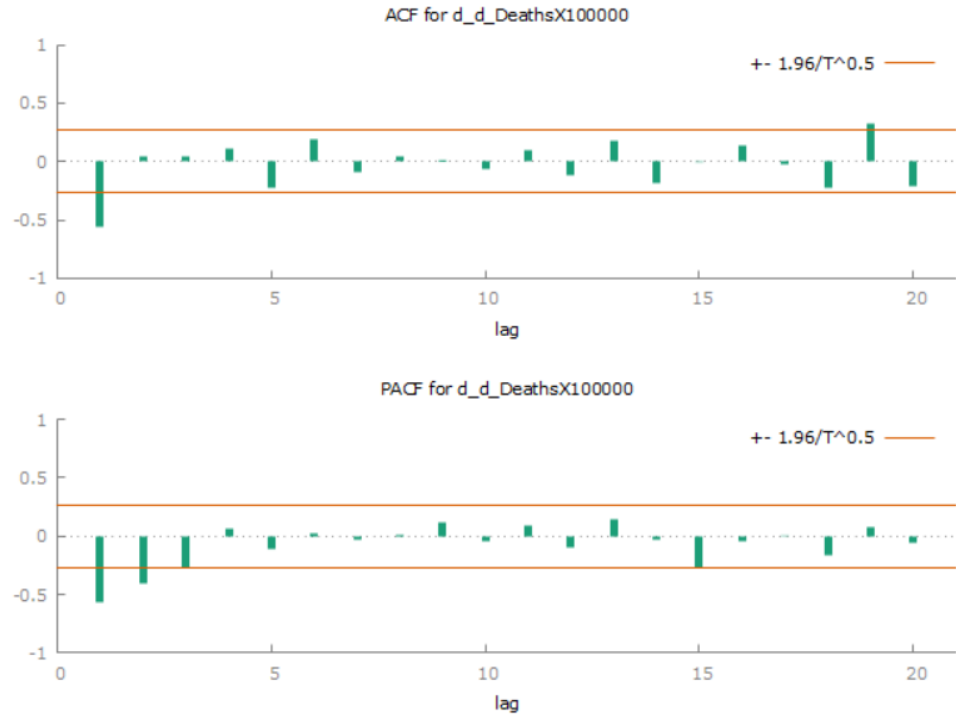 ACF for d_d_DeathsX100000
+- 1.96/T^0.5
1
0.5
0
-0.5
-1
0 5 10 15 20
lag
PACF for d_d_DeathsX100000
+- 1.96/T^0.5
1
0.5
0
-0.5
-1
0 5 10 15 20
lag